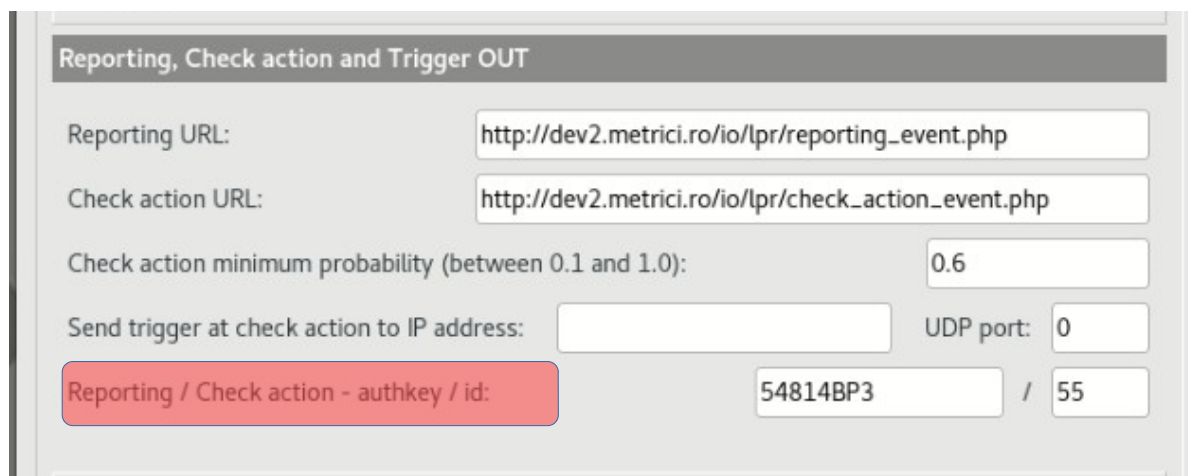 Reporting, Check action and Trigger OUT
Reporting URL: http://dev2.metrici.ro/io/lpr/reporting_event.php
Check action URL: http://dev2.metrici.ro/io/lpr/check_action_event.php
Check action minimum probability (between 0.1 and 1.0): 0.6
Send trigger at check action to IP address: UDP port: 0
Reporting / Check action - authkey / id: 54814BP3 / 55